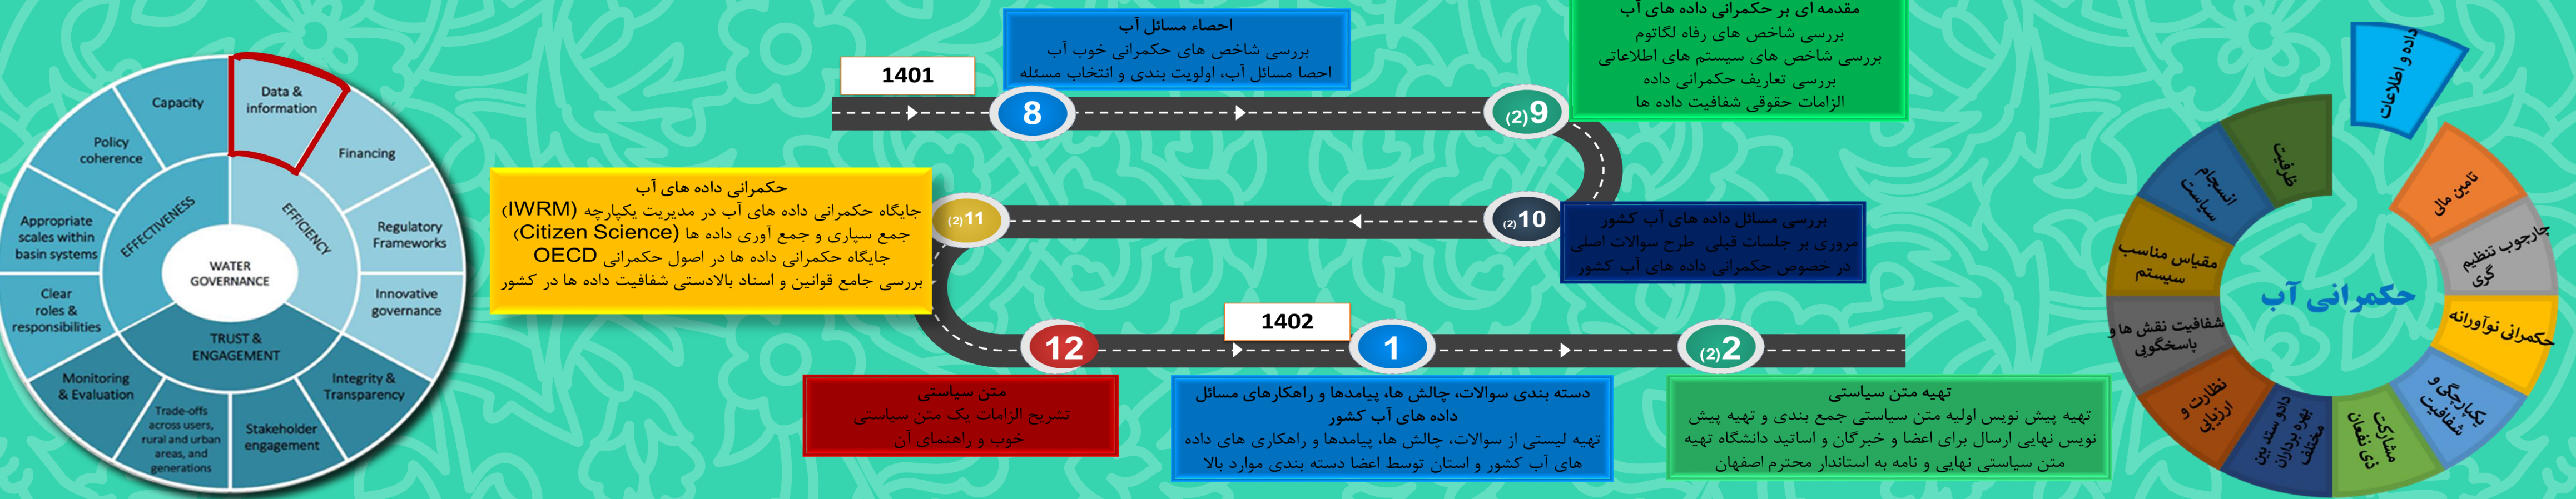 Data &
information
Financing
Regulatory
Frameworks
Innovative
governance
Integrity &
Transparency
Stakeholder
engagement
Trade-offs
across users,
rural and urban
areas, and
generations
Monitoring
& Evaluation
Clear
roles &
responsibilities
Appropriate
scales within
basin systems
Policy
coherence
Capacity
EFFECTIVENESS
EFFICIENCY
TRUST &
ENGAGEMENT
WATER
GOVERNANCE
1401
8
احصاء مسائل آب
بررسی شاخص های حکمرانی خوب آب
احصا مسائل آب، اولویت بندی و انتخاب مسئله
(2)9
مقدمه ای بر حکمرانی داده های آب
بررسی شاخص های رفاه لگاتوم
بررسی شاخص های سیستم های اطلاعاتی
بررسی تعاریف حکمرانی داده
الزامات حقوقی شفافیت داده ها
(2)10
بررسی مسائل داده های آب کشور
مروری بر جلسات قبلی طرح سوالات اصلی
در خصوص حکمرانی داده های آب کشور
(2)11
حکمرانی داده های آب
جایگاه حکمرانی داده های آب در مدیریت یکپارچه (IWRM)
جمع سپاری و جمع آوری داده ها (Citizen Science)
جایگاه حکمرانی داده ها در اصول حکمرانی OECD
بررسی جامع قوانین و اسناد بالادستی شفافیت داده ها در کشور
12
متن سیاستی
تشریح الزامات یک متن سیاستی
خوب و راهنمای آن
1402
1
دسته بندی سوالات، چالش ها، پیامدها و راهکارهای مسائل
داده های آب کشور
تهیه لیستی از سوالات، چالش ها، پیامدها و راهکاری های داده
های آب کشور و استان توسط اعضا دسته بندی موارد بالا
(2)2
تهیه متن سیاستی
تهیه پیش نویس اولیه متن سیاستی جمع بندی و تهیه پیش
نویس نهایی ارسال برای اعضا و خبرگان و اساتید دانشگاه تهیه
متن سیاستی نهایی و نامه به استاندار محترم اصفهان
داده و اطلاعات
تامین مالی
چارچوب تنظیم
گری
حکمرانی نوآورانه
یکپارچگی و
شفافیت
مشارکت
ذی نفعان
دادو ستد بین
بهره برداران
مختلف
نظارت و
ارزیابی
شفافیت نقش ها و
پاسخگویی
مقیاس مناسب
سیستم
انسجام
سیاست
ظرفیت
حکمرانی آب